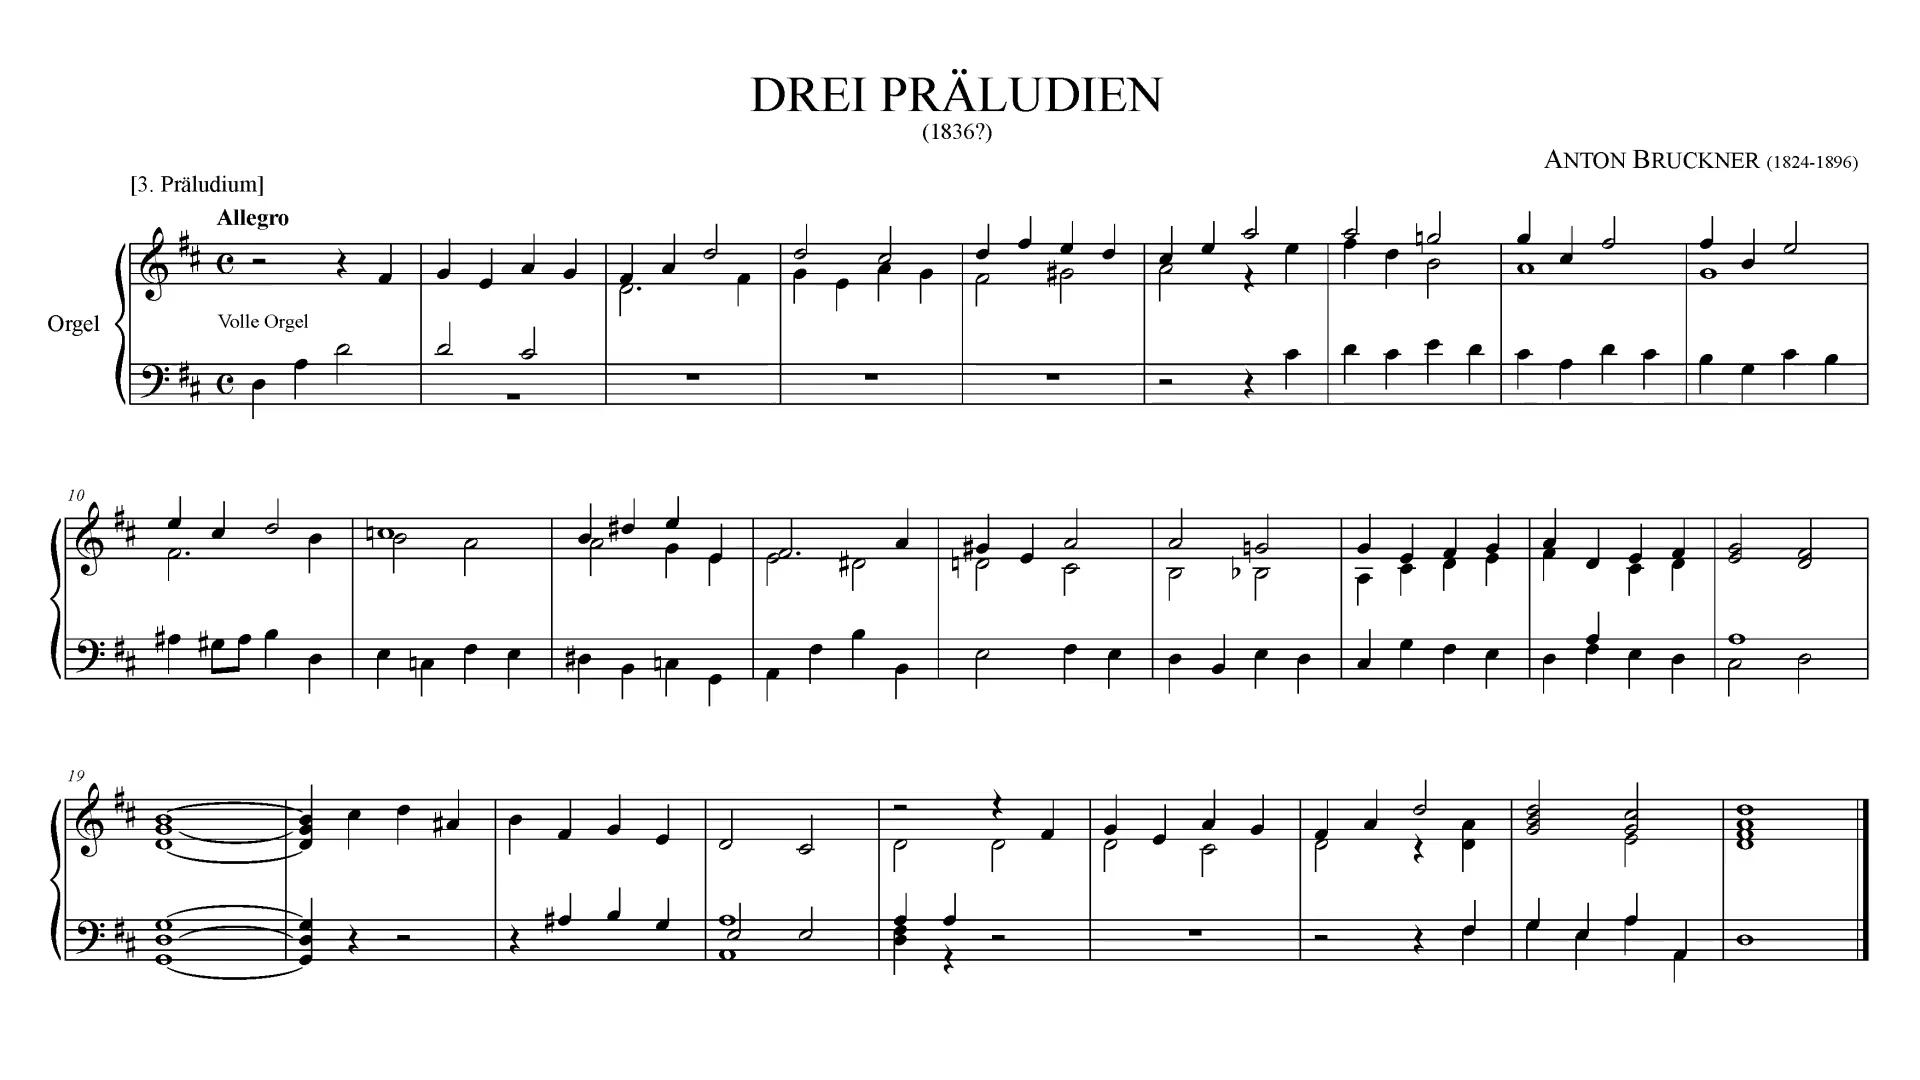 DREI PRÄLUDIEN
(1836?)
ANTON BRUCKNER (1824-1896)
[3. Präludium]
Allegro
Orgel
Volle Orgel
10
19